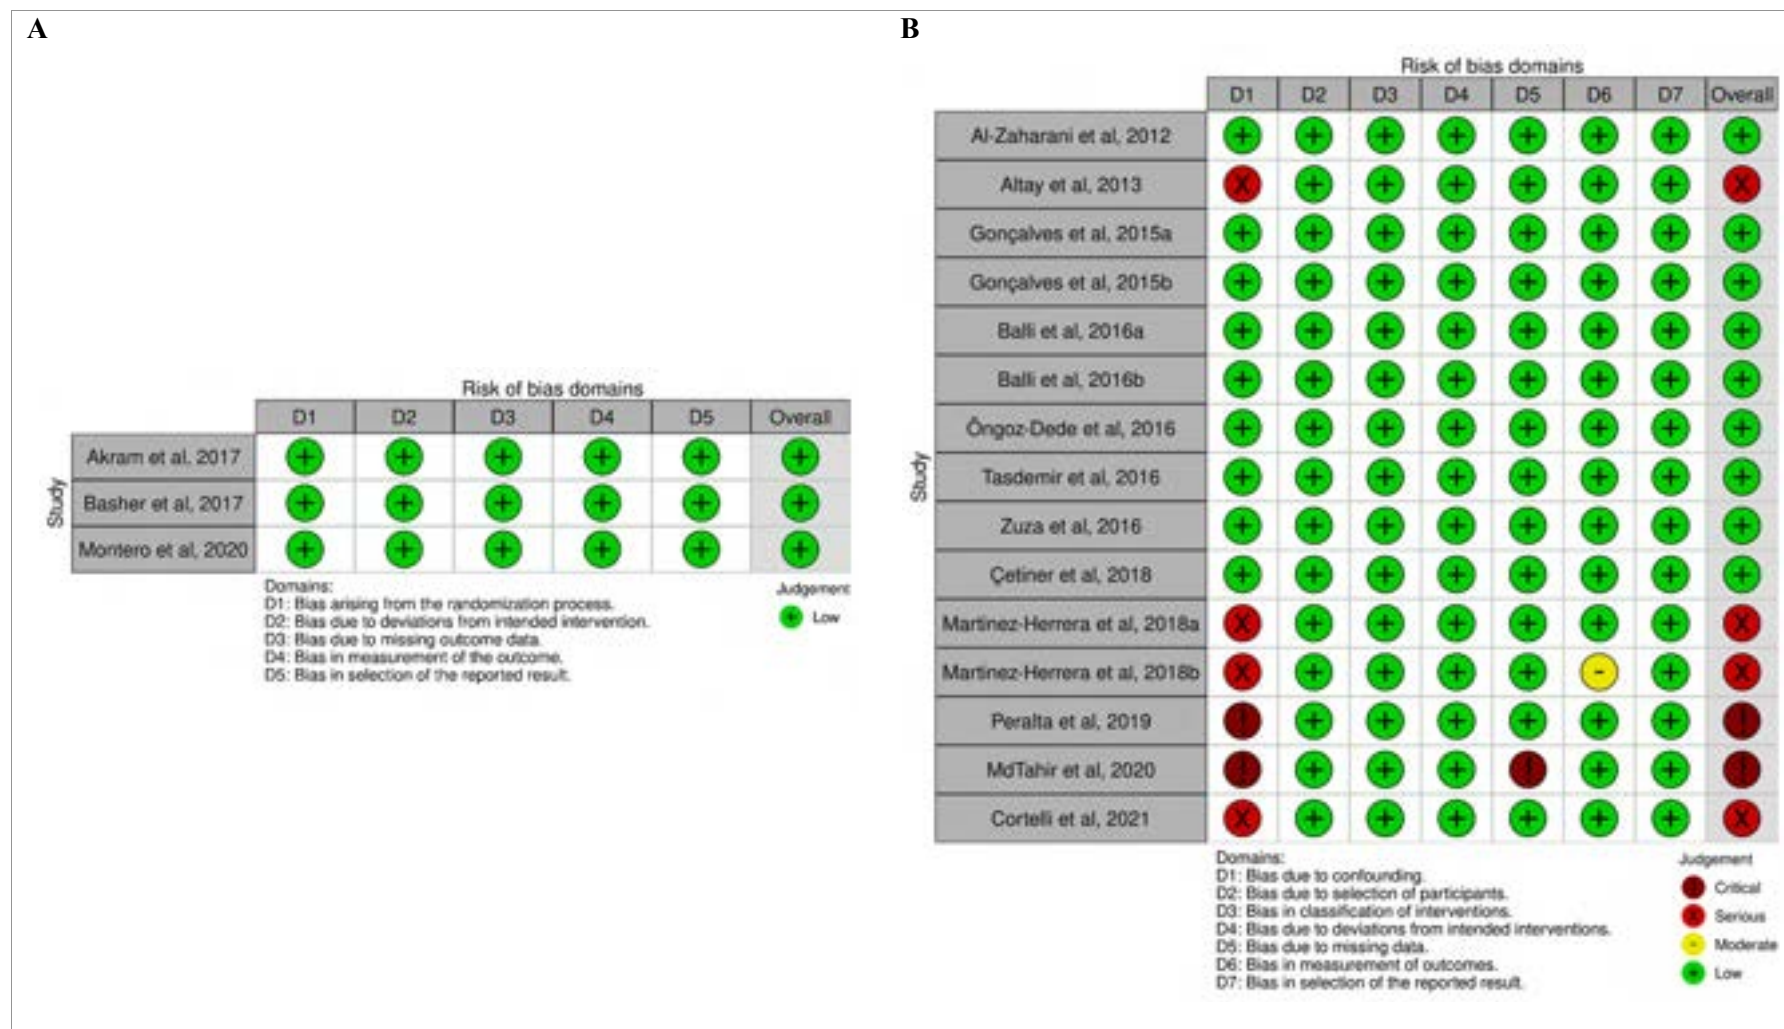 A
Risk of bias domains
D1 D2 D3 D4 D5 Overall
Study
Akram et al. 2017 + + + + + +
Basher et al, 2017 + + + + + +
Montero et al, 2020 + + + + + +
Domains:
D1: Bias arising from the randomization process.
D2: Bias due to deviations from intended intervention.
D3: Bias due to missing outcome data.
D4: Bias in measurement of the outcome.
D5: Bias in selection of the reported result.
Judgement
+ Low
B
Risk of bias domains
D1 D2 D3 D4 D5 D6 D7 Overall
Study
Al-Zaharani et al, 2012 + + + + + + + +
Altay et al, 2013 X + + + + + + X
Gonçalves et al, 2015a + + + + + + + +
Gonçalves et al, 2015b + + + + + + + +
Balli et al, 2016a + + + + + + + +
Balli et al, 2016b + + + + + + + +
Ôngoz-Dede et al, 2016 + + + + + + + +
Tasdemir et al, 2016 + + + + + + + +
Zuza et al, 2016 + + + + + + + +
Çetiner et al, 2018 + + + + + + + +
Martinez-Herrera et al, 2018a X + + + + + + X
Martinez-Herrera et al, 2018b X + + + + - + X
Peralta et al, 2019 ! + + + + + + !
MdTahir et al, 2020 ! + + + ! + + !
Cortelli et al, 2021 X + + + + + + X
Domains:
D1: Bias due to confounding.
D2: Bias due to selection of participants.
D3: Bias in classification of interventions.
D4: Bias due to deviations from intended interventions.
D5: Bias due to missing data.
D6: Bias in measurement of outcomes.
D7: Bias in selection of the reported result.
Judgement
! Critical
X Serious
- Moderate
+ Low